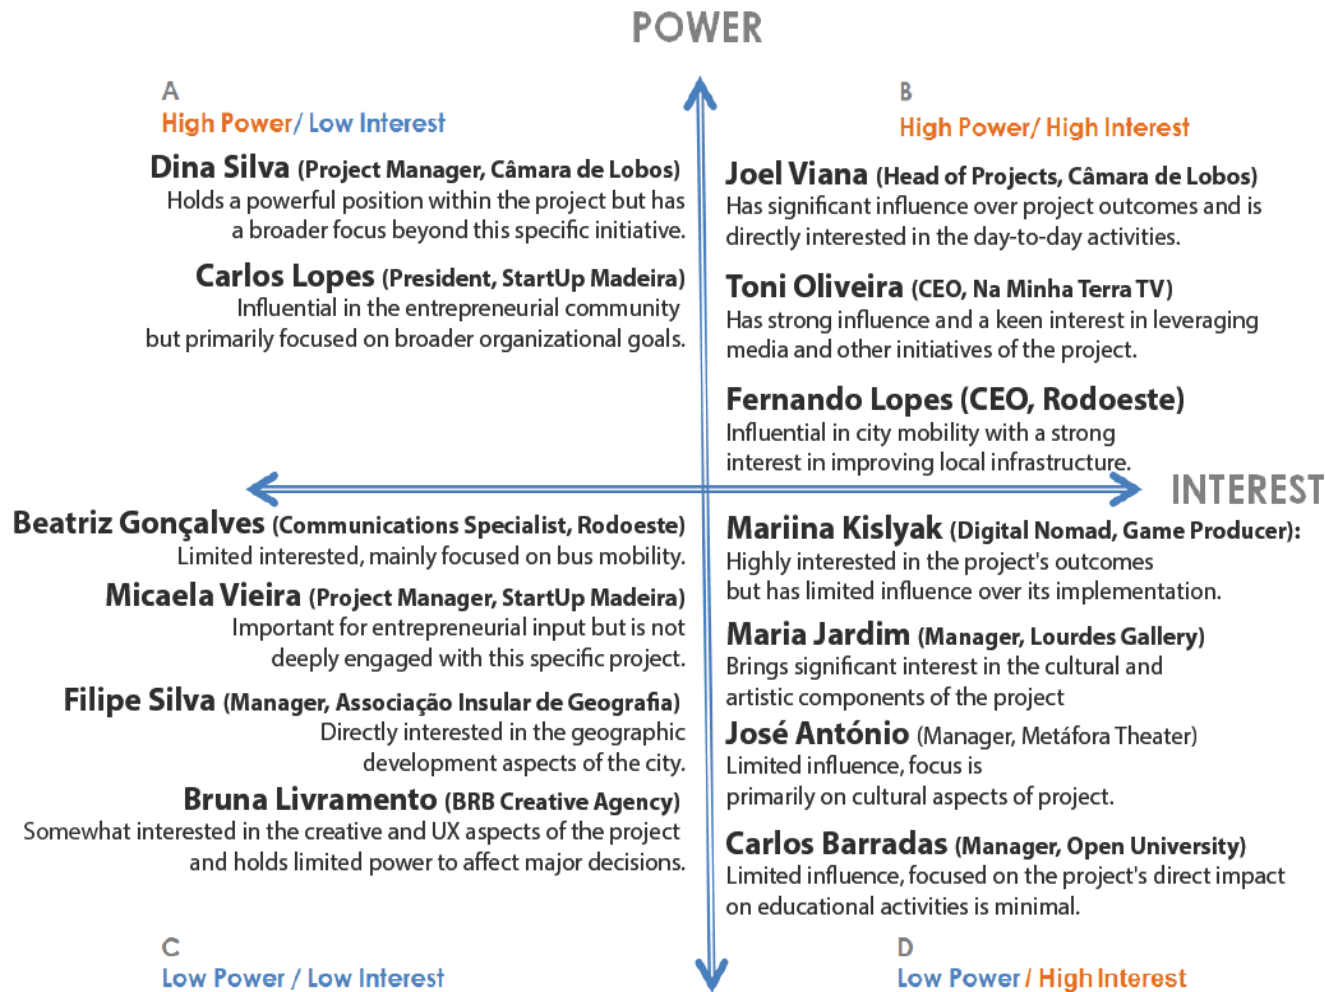 POWER
A
High Power/ Low Interest
Dina Silva (Project Manager, Câmara de Lobos)
Holds a powerful position within the project but has
a broader focus beyond this specific initiative.
Carlos Lopes (President, StartUp Madeira)
Influential in the entrepreneurial community
but primarily focused on broader organizational goals.
B
High Power/ High Interest
Joel Viana (Head of Projects, Câmara de Lobos)
Has significant influence over project outcomes and is
directly interested in the day-to-day activities.
Toni Oliveira (CEO, Na Minha Terra TV)
Has strong influence and a keen interest in leveraging
media and other initiatives of the project.
Fernando Lopes (CEO, Rodoeste)
Influential in city mobility with a strong
interest in improving local infrastructure.
INTEREST
Beatriz Gonçalves (Communications Specialist, Rodoeste)
Limited interested, mainly focused on bus mobility.
Micaela Vieira (Project Manager, StartUp Madeira)
Important for entrepreneurial input but is not
deeply engaged with this specific project.
Filipe Silva (Manager, Associação Insular de Geografia)
Directly interested in the geographic
development aspects of the city.
Bruna Livramento (BRB Creative Agency)
Somewhat interested in the creative and UX aspects of the project
and holds limited power to affect major decisions.
C
Low Power / Low Interest
Mariina Kislyak (Digital Nomad, Game Producer):
Highly interested in the project's outcomes
but has limited influence over its implementation.
Maria Jardim (Manager, Lourdes Gallery)
Brings significant interest in the cultural and
artistic components of the project
José António (Manager, Metáfora Theater)
Limited influence, focus is
primarily on cultural aspects of project.
Carlos Barradas (Manager, Open University)
Limited influence, focused on the project's direct impact
on educational activities is minimal.
D
Low Power / High Interest